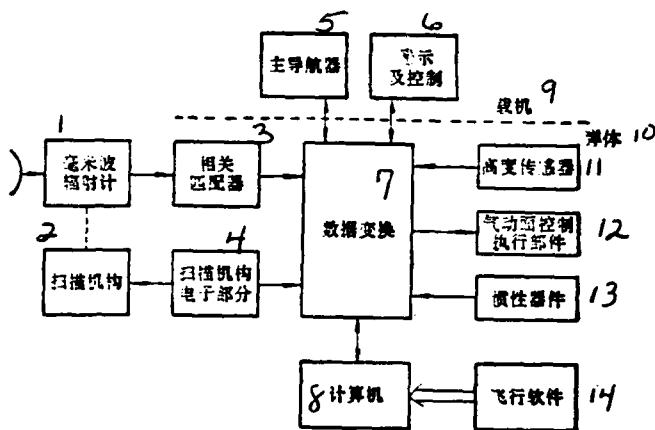 5
主导航器
6
显示
及控制
载机 9
弹体 10
1
毫米波
辐射计
3
相关
匹配器
7
数据变换
高度传感器 11
2
扫描机构
4
扫描机构
电子部分
气动面控制
执行部件
12
惯性器件 13
8 计算机
飞行软件 14